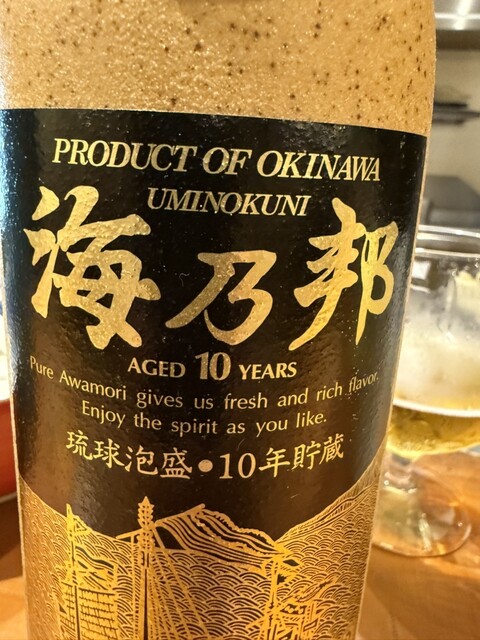 PRODUCT OF OKINAWA
UMINOKUNI
海乃邦
AGED 10 YEARS
Pure Awamori gives us fresh and rich flavor.
Enjoy the spirit as you like.
琉球泡盛●10年貯蔵